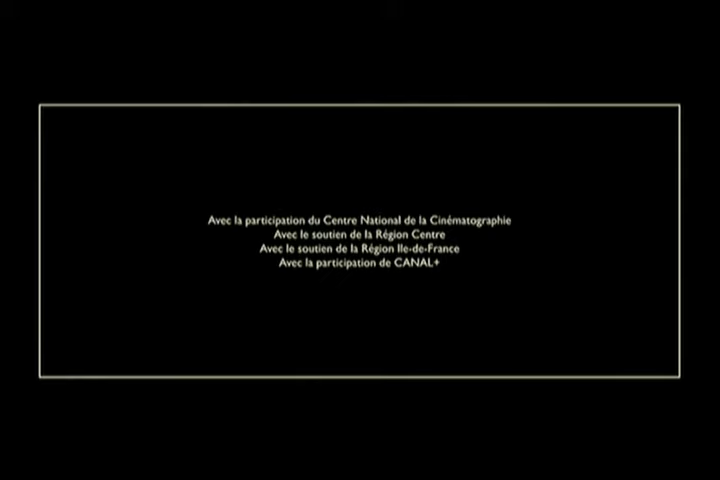 Avec la participation du Centre National de la Cinématographie
Avec le soutien de la Région Centre
Avec le soutien de la Région Ile-de-France
Avec la participation de CANAL+